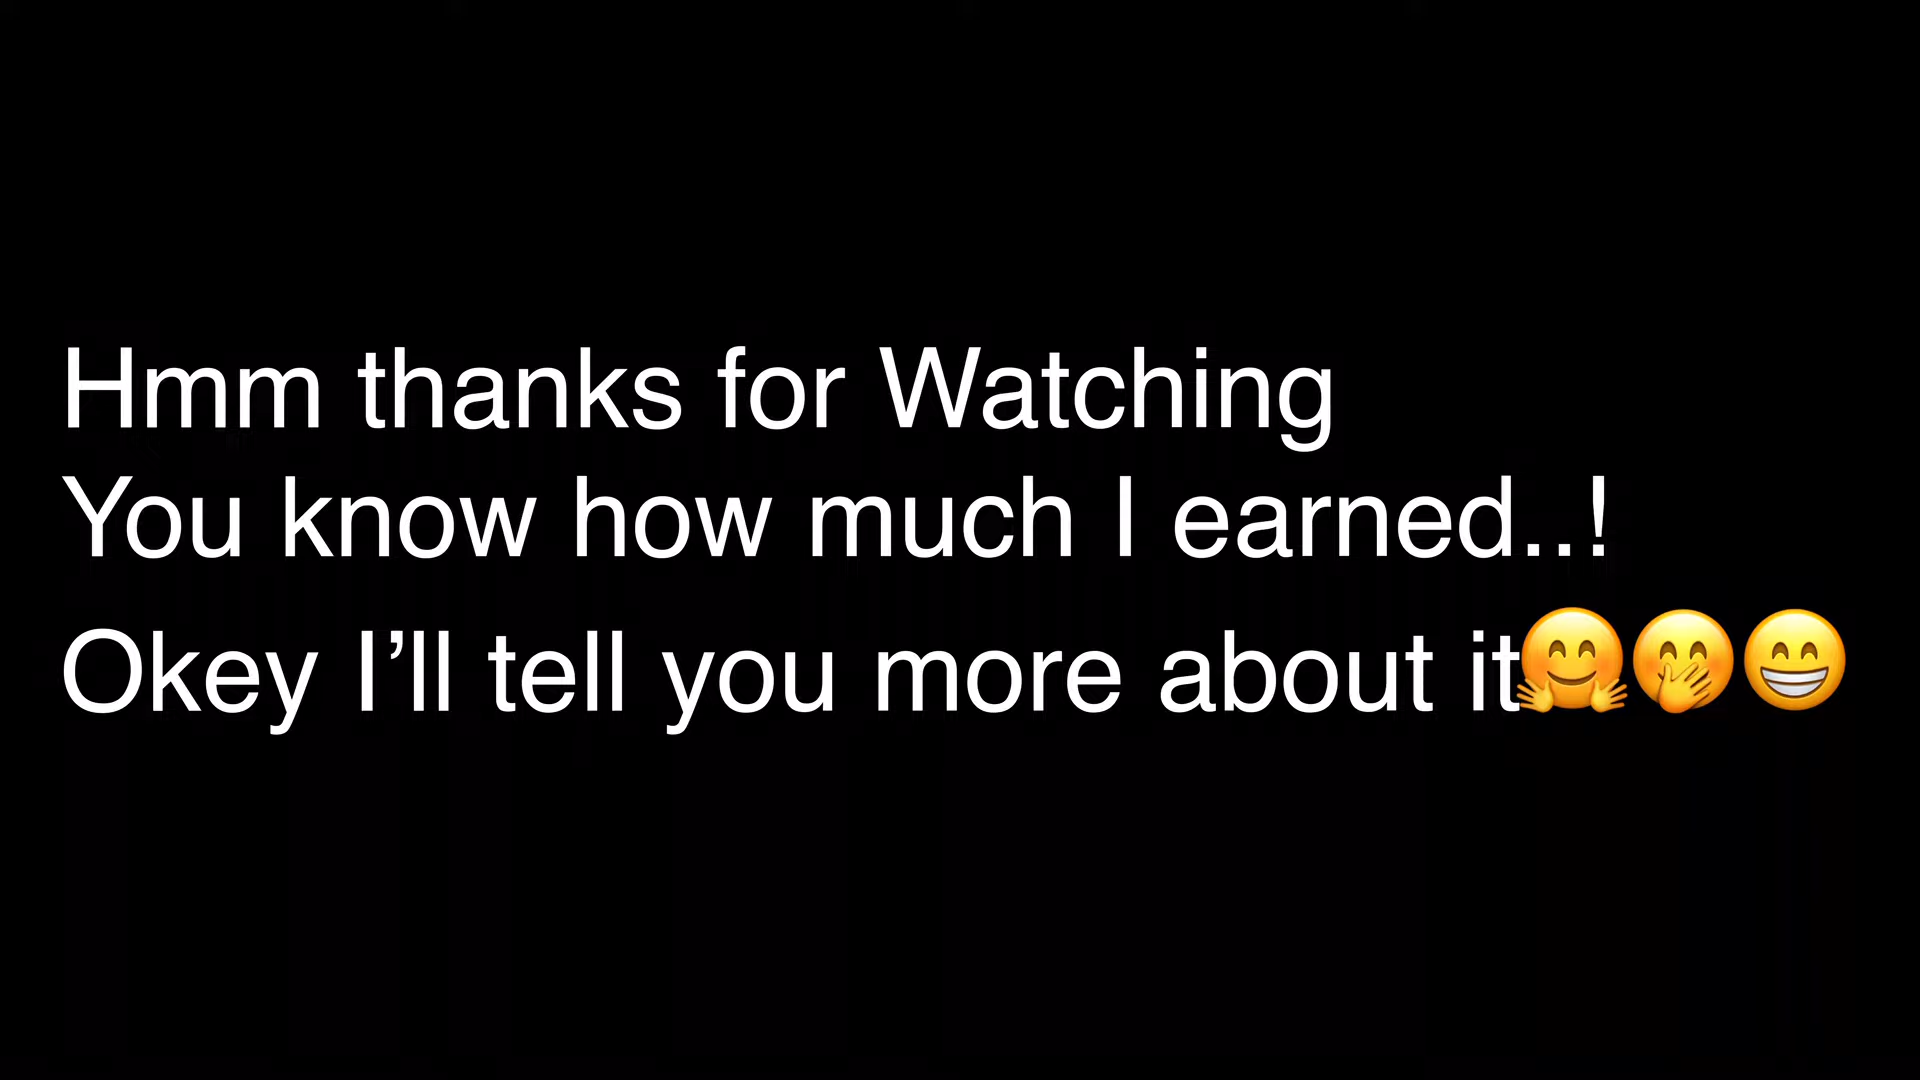 Hmm thanks for Watching
You know how much I earned..!
Okey I’ll tell you more about it🤗🤭😁